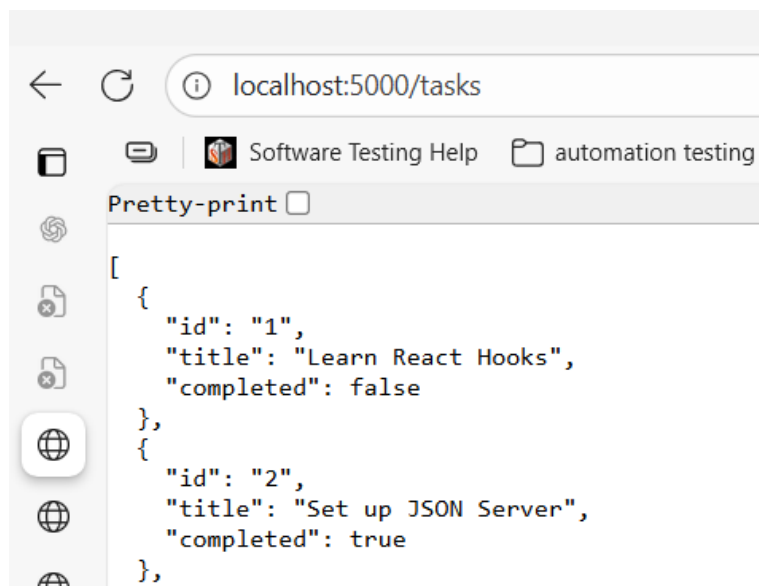 localhost:5000/tasks
Software Testing Help automation testing
Pretty-print
[
  {
    "id": "1",
    "title": "Learn React Hooks",
    "completed": false
  },
  {
    "id": "2",
    "title": "Set up JSON Server",
    "completed": true
  },